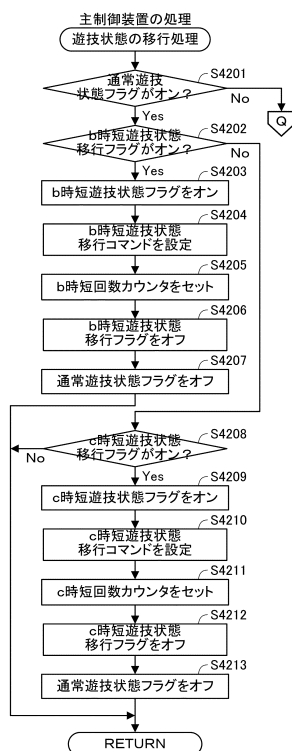 主制御装置の処理
遊技状態の移行処理
通常遊技
状態フラグがオン?
S4201
No
Yes
Q
b時短遊技状態
移行フラグがオン?
S4202
No
Yes
S4203
b時短遊技状態フラグをオン
S4204
b時短遊技状態
移行コマンドを設定
S4205
b時短回数カウンタをセット
S4206
b時短遊技状態
移行フラグをオフ
S4207
通常遊技状態フラグをオフ
S4208
c時短遊技状態
移行フラグがオン?
No
Yes
S4209
c時短遊技状態フラグをオン
S4210
c時短遊技状態
移行コマンドを設定
S4211
c時短回数カウンタをセット
S4212
c時短遊技状態
移行フラグをオフ
S4213
通常遊技状態フラグをオフ
RETURN